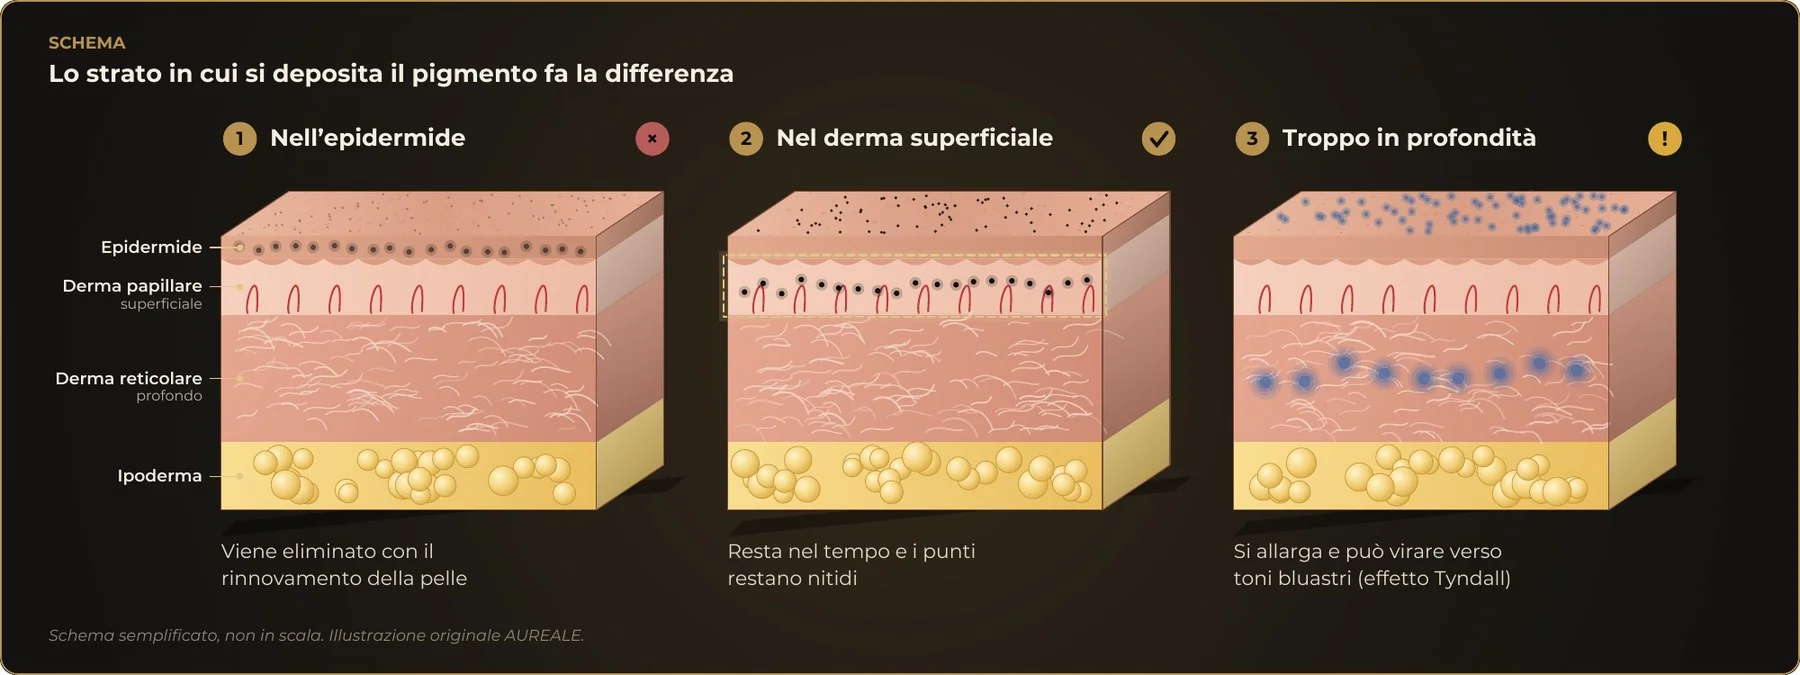 SCHEMA
Lo strato in cui si deposita il pigmento fa la differenza
1 Nell’epidermide ×
2 Nel derma superficiale ✓
3 Troppo in profondità !
Epidermide
Derma papillare
superficiale
Derma reticolare
profondo
Ipoderma
Viene eliminato con il
rinnovamento della pelle
Resta nel tempo e i punti
restano nitidi
Si allarga e può virare verso
toni bluastri (effetto Tyndall)
Schema semplificato, non in scala. Illustrazione originale AUREALE.